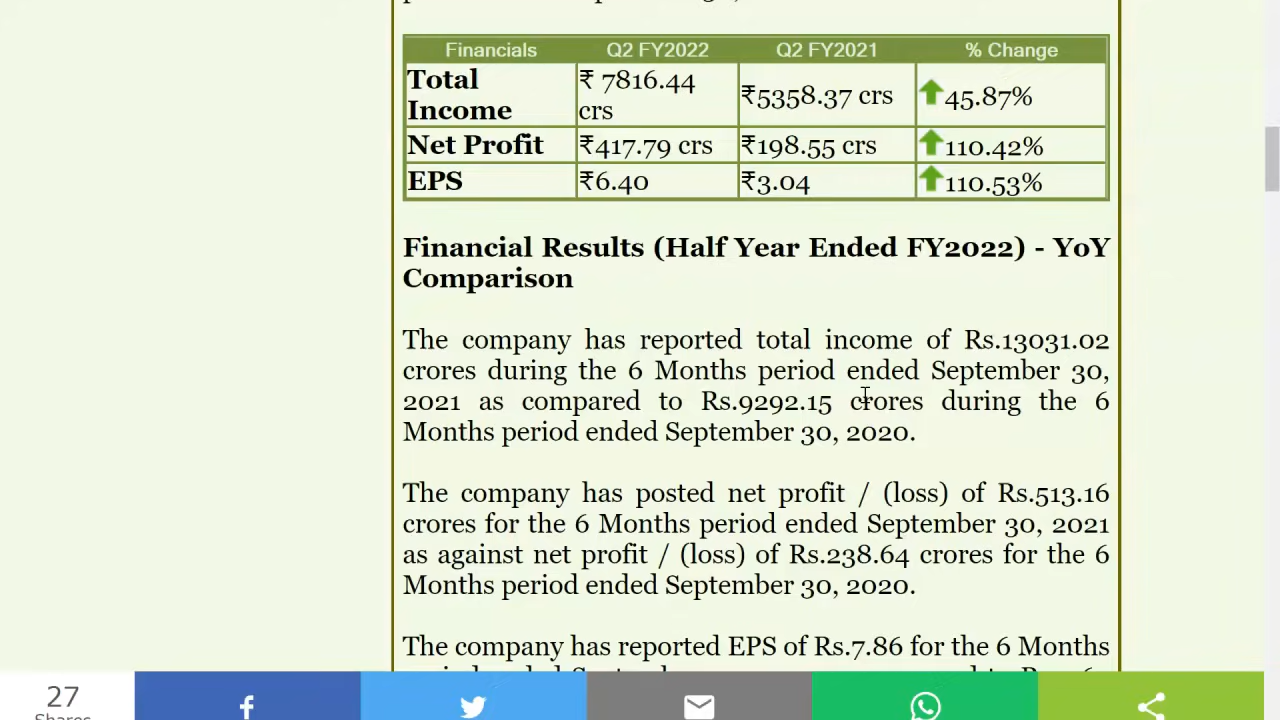 Financials Q2 FY2022 Q2 FY2021 % Change
Total Income ₹ 7816.44 crs ₹5358.37 crs 45.87%
Net Profit ₹417.79 crs ₹198.55 crs 110.42%
EPS ₹6.40 ₹3.04 110.53%
Financial Results (Half Year Ended FY2022) - YoY
Comparison
The company has reported total income of Rs.13031.02
crores during the 6 Months period ended September 30,
2021 as compared to Rs.9292.15 crores during the 6
Months period ended September 30, 2020.
The company has posted net profit / (loss) of Rs.513.16
crores for the 6 Months period ended September 30, 2021
as against net profit / (loss) of Rs.238.64 crores for the 6
Months period ended September 30, 2020.
The company has reported EPS of Rs.7.86 for the 6 Months
27
Shares